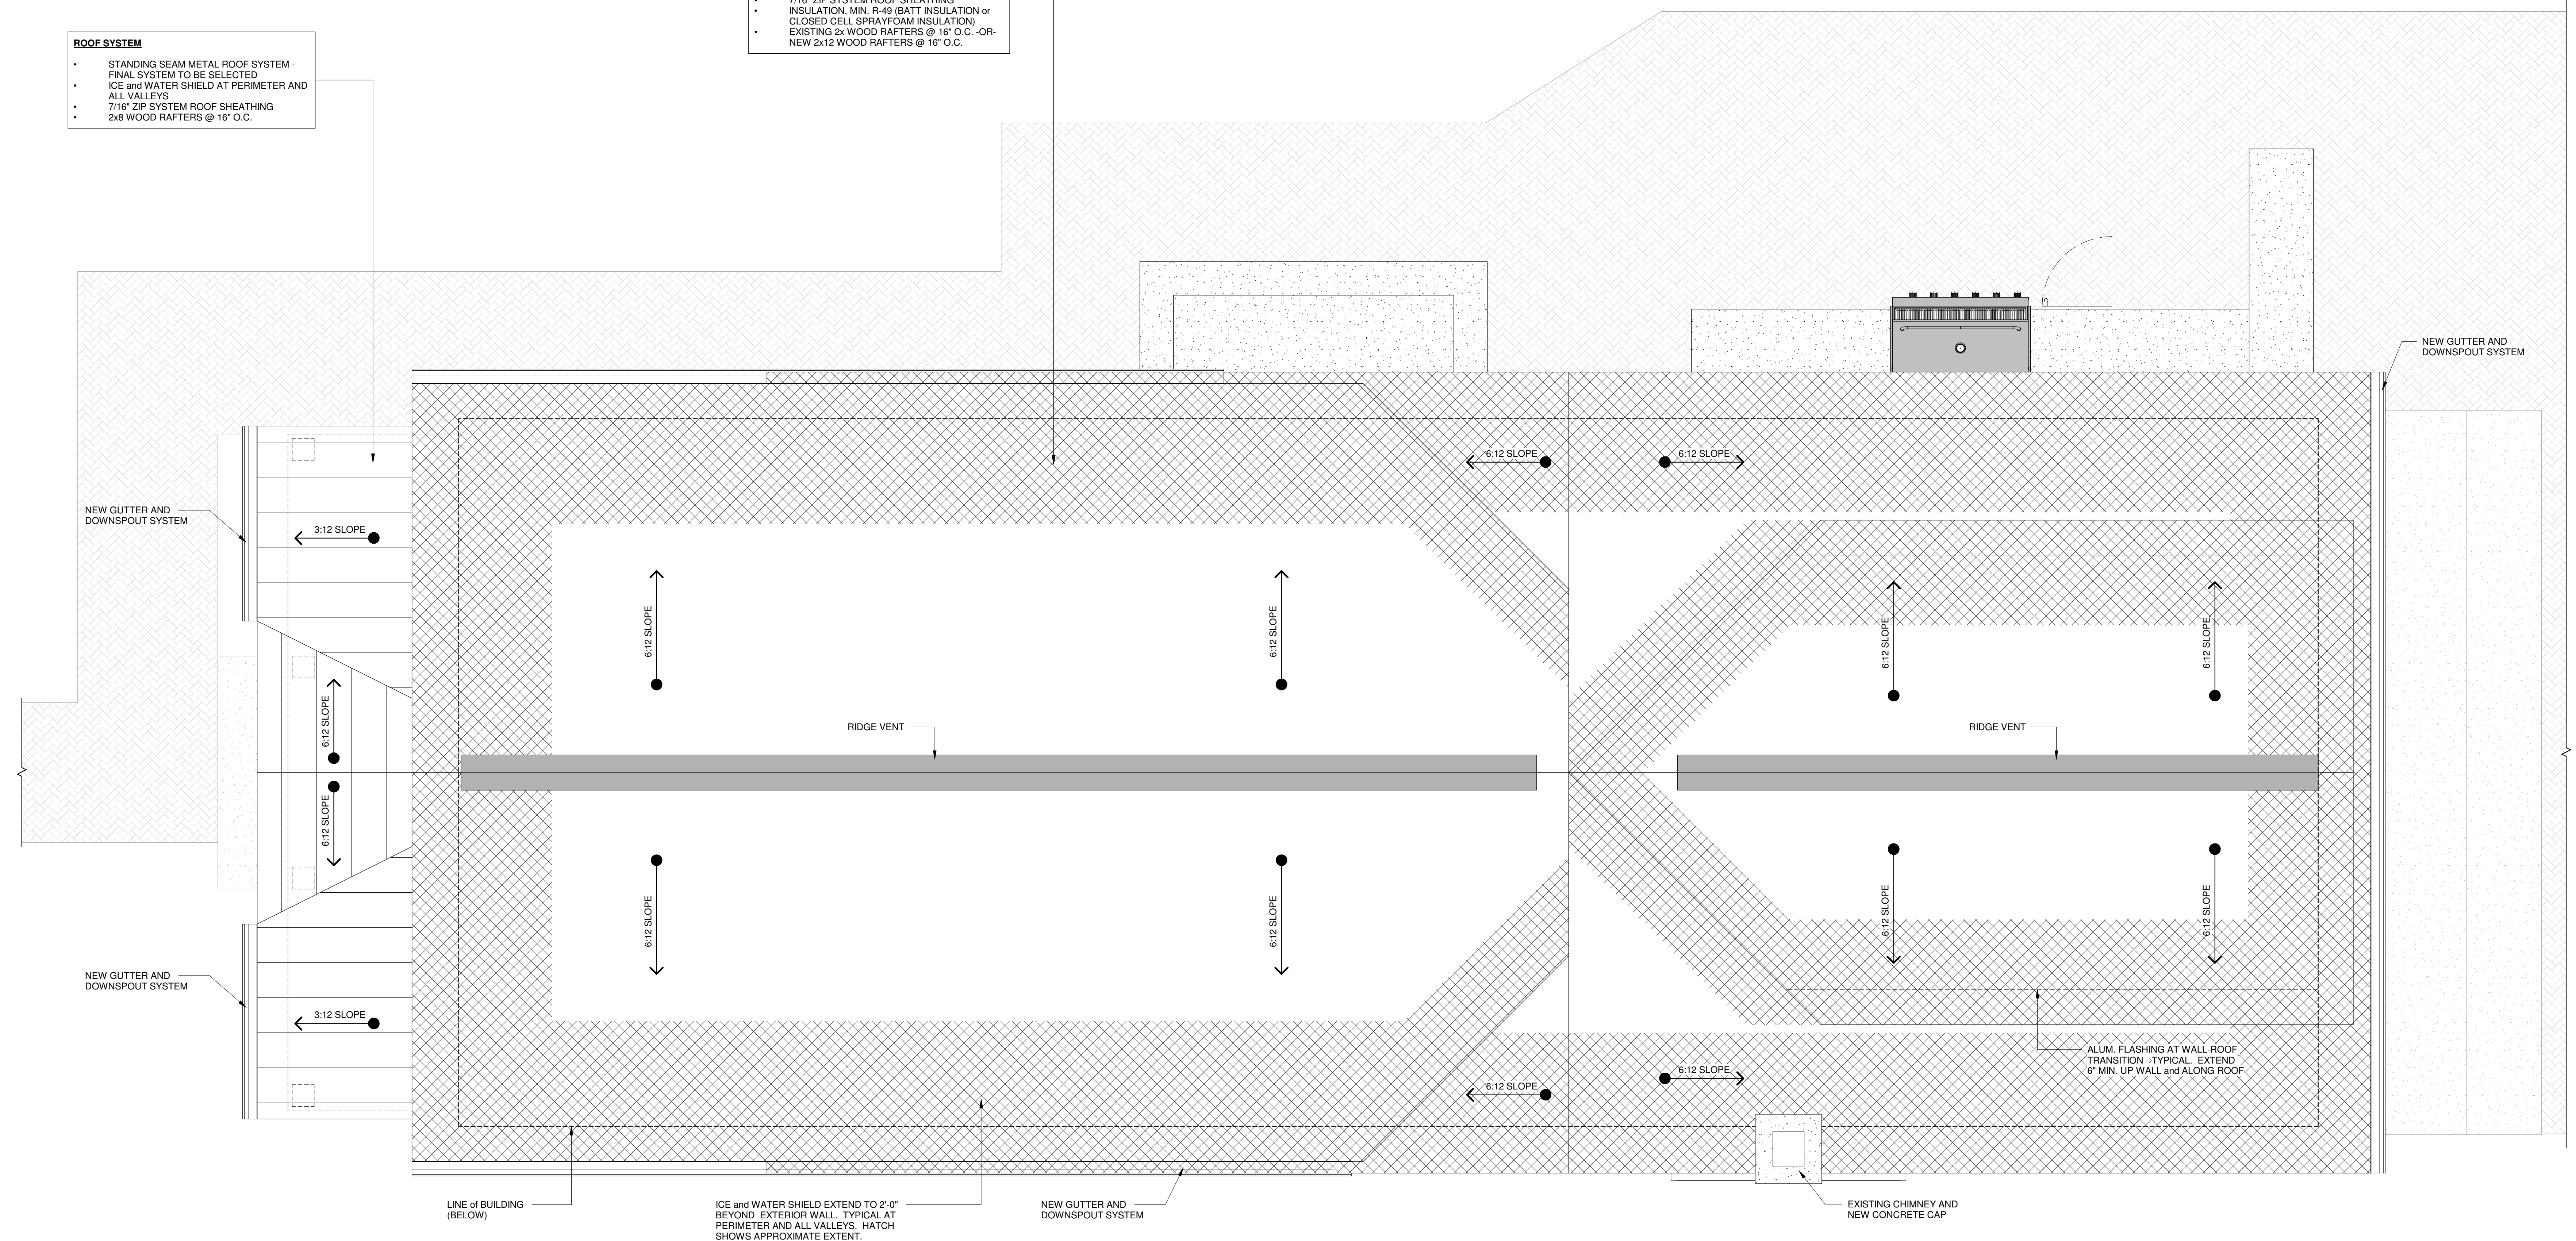 7/16" ZIP SYSTEM ROOF SHEATHING
• INSULATION, MIN. R-49 (BATT INSULATION or
CLOSED CELL SPRAYFOAM INSULATION)
• EXISTING 2x WOOD RAFTERS @ 16" O.C. -OR-
NEW 2x12 WOOD RAFTERS @ 16" O.C.
ROOF SYSTEM
• STANDING SEAM METAL ROOF SYSTEM -
FINAL SYSTEM TO BE SELECTED
• ICE and WATER SHIELD AT PERIMETER AND
ALL VALLEYS
• 7/16" ZIP SYSTEM ROOF SHEATHING
• 2x8 WOOD RAFTERS @ 16" O.C.
NEW GUTTER AND
DOWNSPOUT SYSTEM
6:12 SLOPE
6:12 SLOPE
NEW GUTTER AND
DOWNSPOUT SYSTEM
3:12 SLOPE
6:12 SLOPE
6:12 SLOPE
6:12 SLOPE
6:12 SLOPE
6:12 SLOPE
RIDGE VENT
RIDGE VENT
6:12 SLOPE
6:12 SLOPE
6:12 SLOPE
6:12 SLOPE
6:12 SLOPE
NEW GUTTER AND
DOWNSPOUT SYSTEM
3:12 SLOPE
ALUM. FLASHING AT WALL-ROOF
TRANSITION - TYPICAL. EXTEND
6" MIN. UP WALL and ALONG ROOF
6:12 SLOPE
6:12 SLOPE
LINE of BUILDING
(BELOW)
ICE and WATER SHIELD EXTEND TO 2'-0"
BEYOND EXTERIOR WALL. TYPICAL AT
PERIMETER AND ALL VALLEYS. HATCH
SHOWS APPROXIMATE EXTENT.
NEW GUTTER AND
DOWNSPOUT SYSTEM
EXISTING CHIMNEY AND
NEW CONCRETE CAP